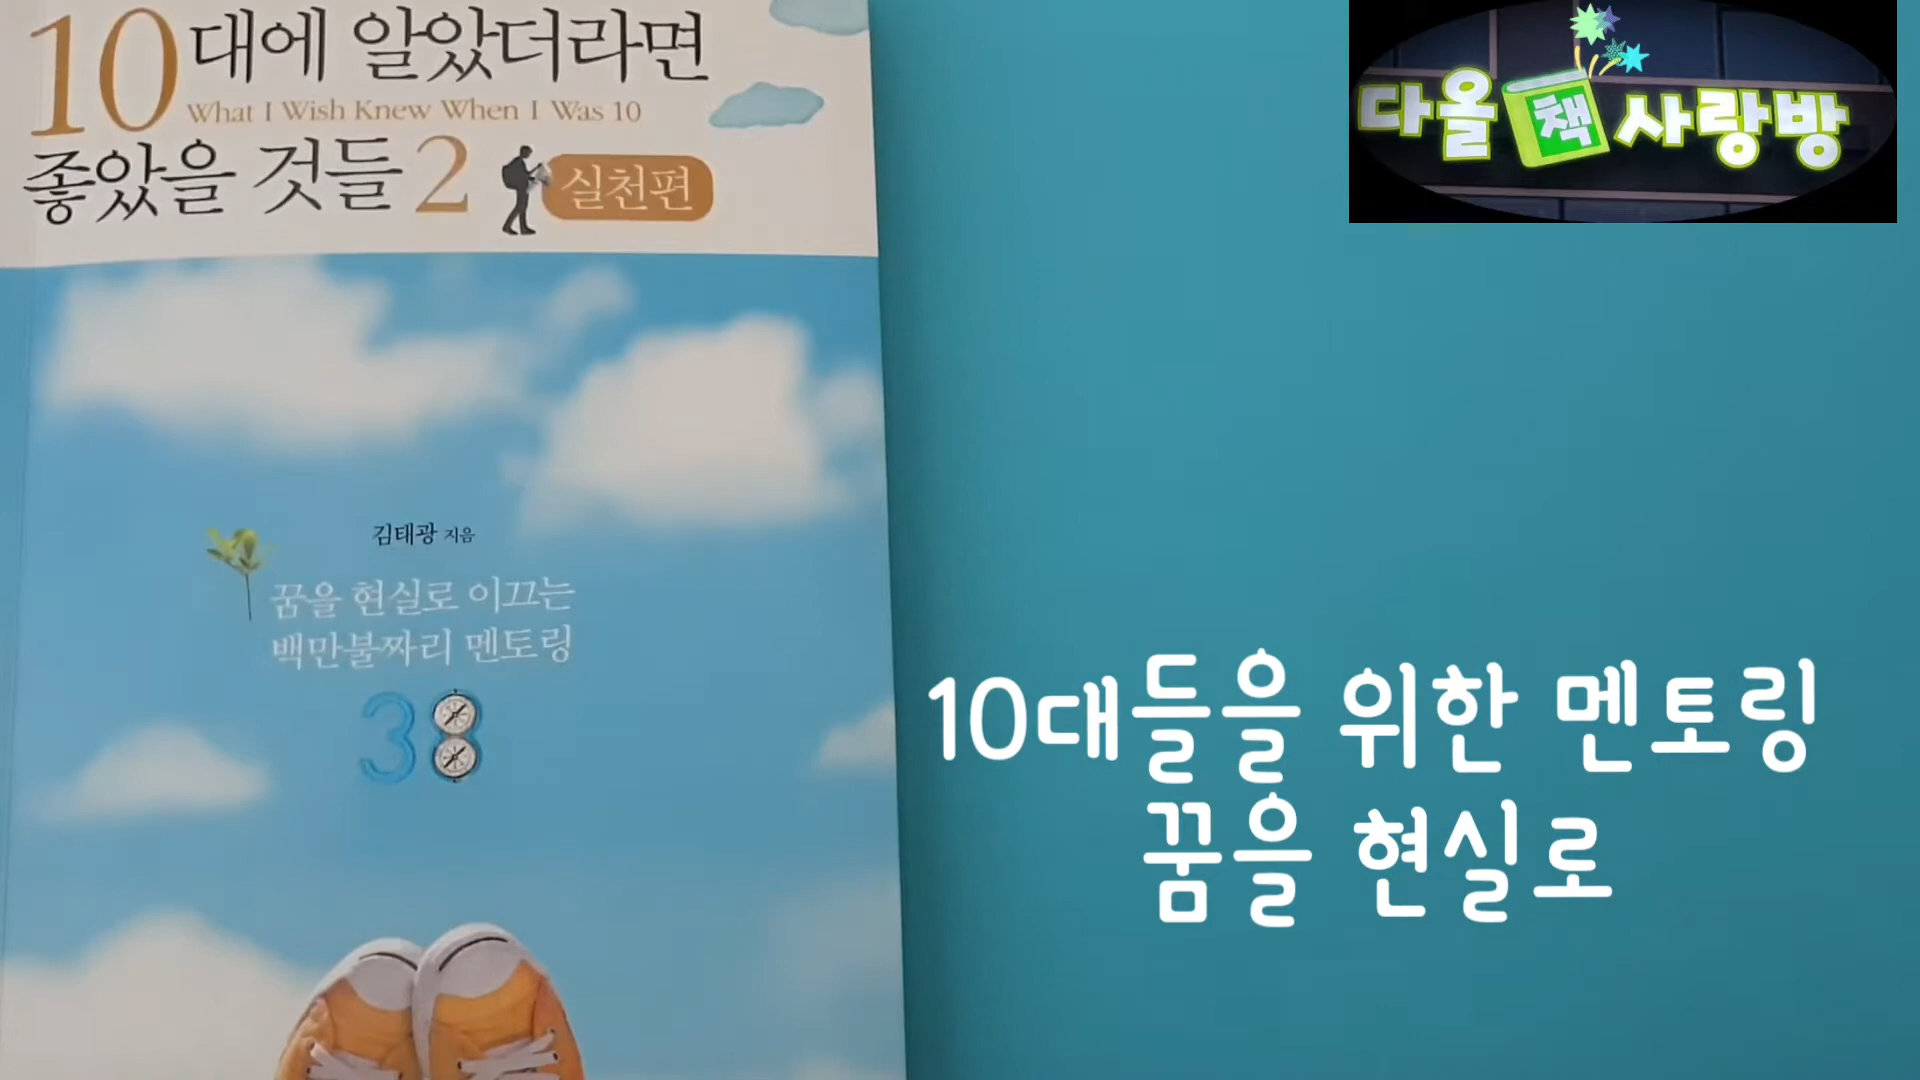 10대에 알았더라면
What I Wish Knew When I Was 10
좋았을 것들 2 실천편
김태광 지음
꿈을 현실로 이끄는
백만불짜리 멘토링
38
다올 책 사랑방
10대들을 위한 멘토링
꿈을 현실로